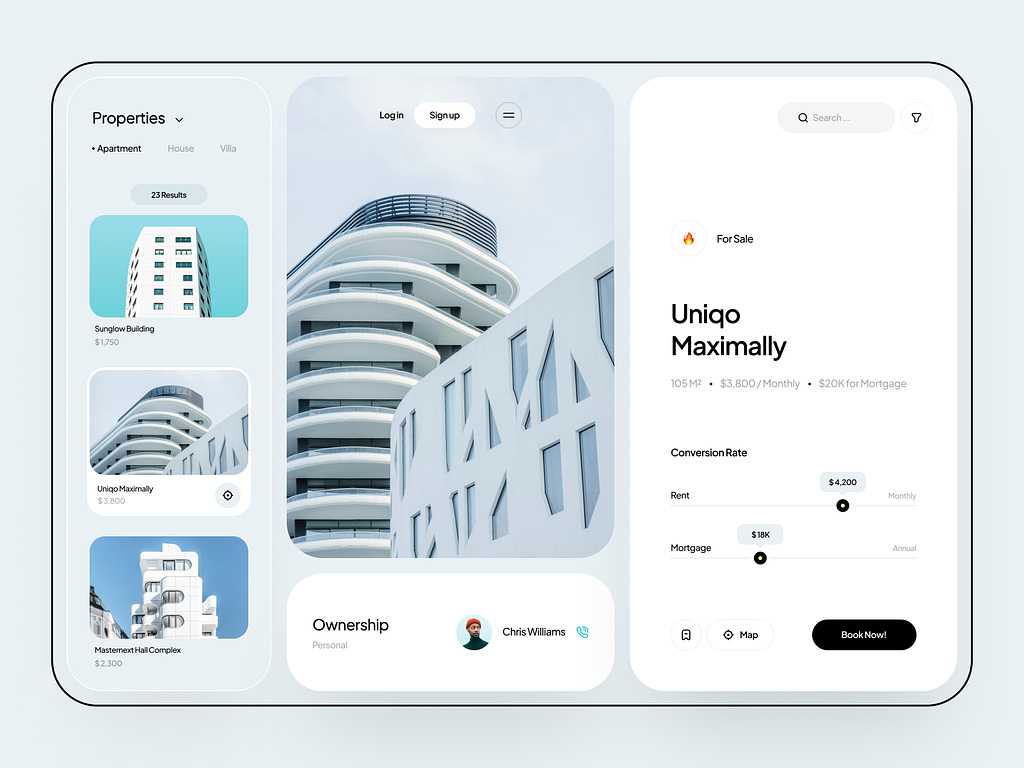 Properties
Apartment House Villa
23 Results
Sunglow Building
$ 1,750
Uniqo Maximally
$ 3,800
Masternext Hall Complex
$ 2,300
Log in Sign up
Ownership
Personal
Chris Williams
Search ...
For Sale
Uniqo
Maximally
105 M² • $3,800 / Monthly • $20K for Mortgage
Conversion Rate
$ 4,200
Rent Monthly
$ 18K
Mortgage Annual
Map Book Now!